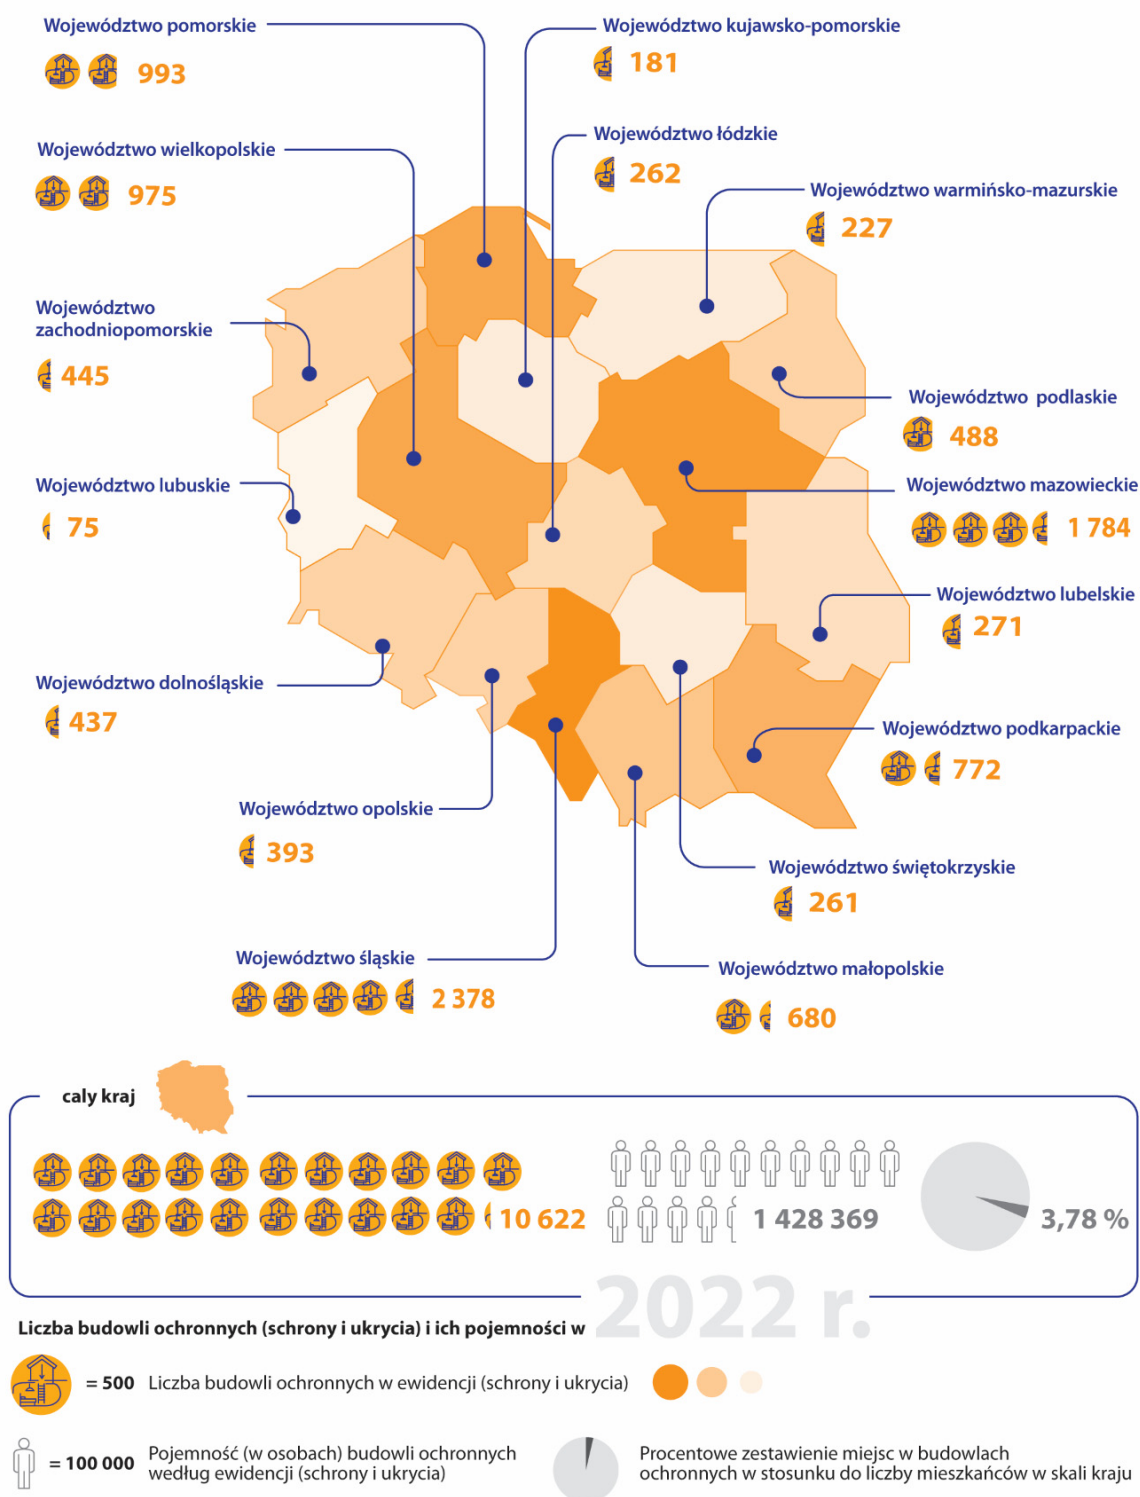 Województwo pomorskie
993
Województwo kujawsko-pomorskie
181
Województwo wielkopolskie
975
Województwo łódzkie
262
Województwo warmińsko-mazurskie
227
Województwo
zachodniopomorskie
445
Województwo podlaskie
488
Województwo lubuskie
75
Województwo mazowieckie
1 784
Województwo lubelskie
271
Województwo dolnośląskie
437
Województwo podkarpackie
772
Województwo opolskie
393
Województwo świętokrzyskie
261
Województwo śląskie
2 378
Województwo małopolskie
680
caly kraj
10 622
1 428 369
3,78 %
2022 r.
Liczba budowli ochronnych (schrony i ukrycia) i ich pojemności w
= 500 Liczba budowli ochronnych w ewidencji (schrony i ukrycia)
= 100 000 Pojemność (w osobach) budowli ochronnych
według ewidencji (schrony i ukrycia)
Procentowe zestawienie miejsc w budowlach
ochronnych w stosunku do liczby mieszkańców w skali kraju